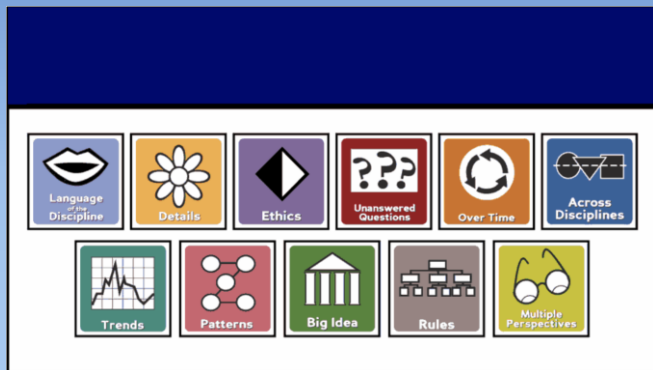 Language
of the
Discipline
Details
Ethics
???
Unanswered
Questions
Over Time
Across
Disciplines
Trends
Patterns
Big Idea
Rules
Multiple
Perspectives